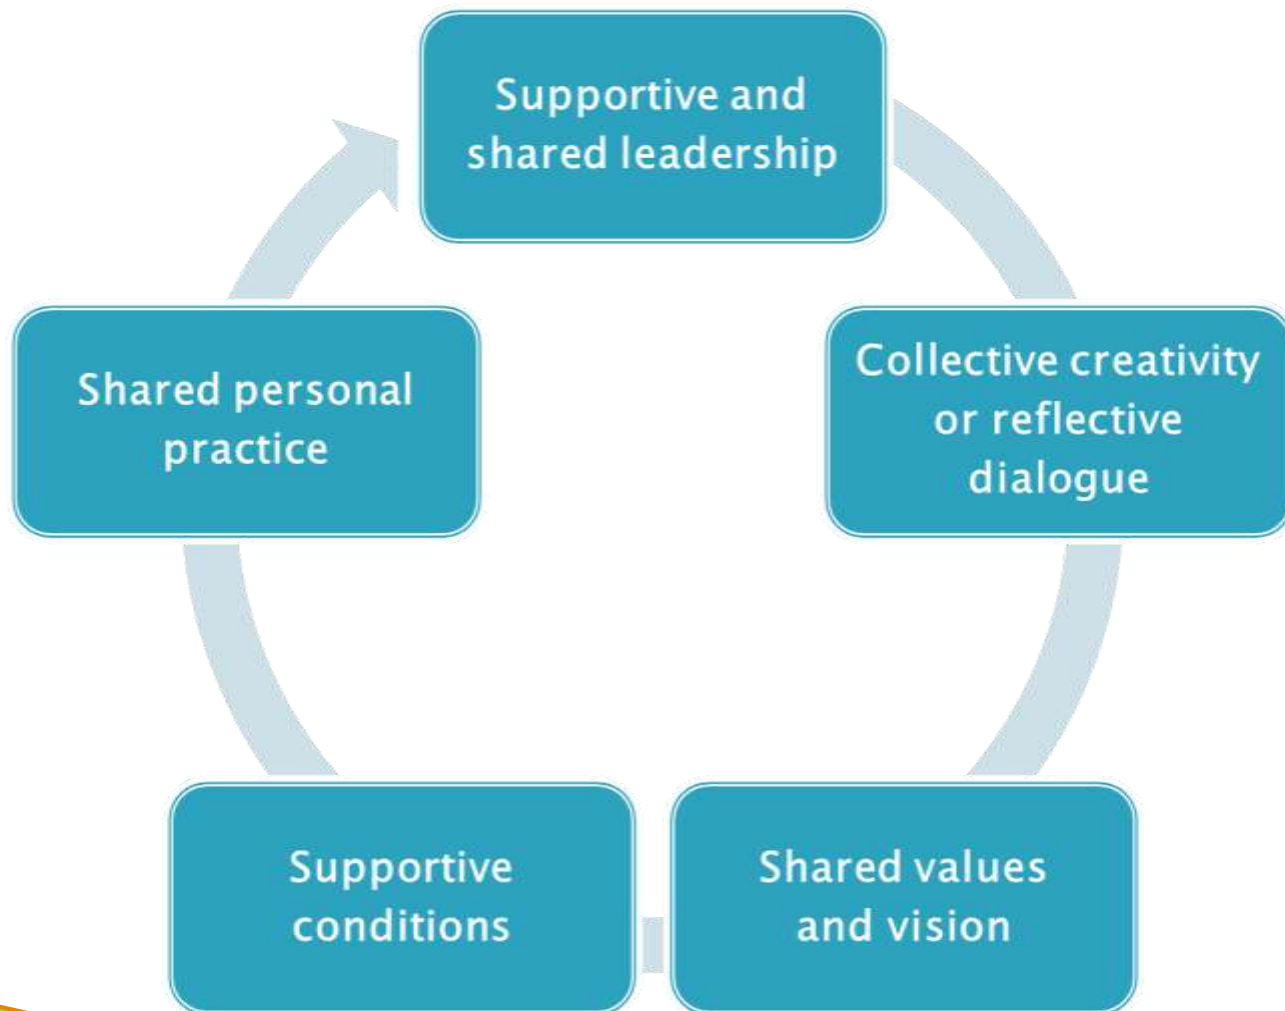 Supportive and
shared leadership
Collective creativity
or reflective
dialogue
Shared values
and vision
Supportive
conditions
Shared personal
practice